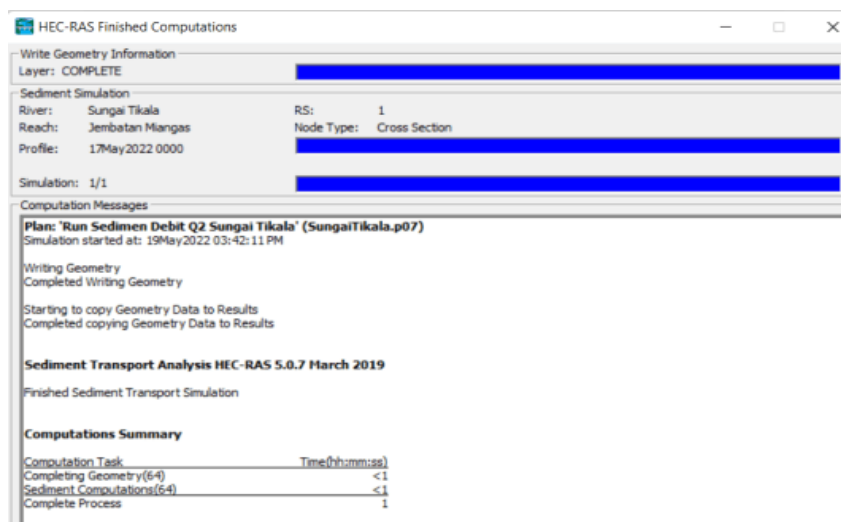 HEC-RAS Finished Computations
Write Geometry Information
Layer: COMPLETE
Sediment Simulation
River: Sungai Tikala RS: 1
Reach: Jembatan Miangas Node Type: Cross Section
Profile: 17May2022 0000
Simulation: 1/1
Computation Messages
Plan: 'Run Sedimen Debit Q2 Sungai Tikala' (SungaiTikala.p07)
Simulation started at: 19May2022 03:42:11 PM
Writing Geometry
Completed Writing Geometry
Starting to copy Geometry Data to Results
Completed copying Geometry Data to Results
Sediment Transport Analysis HEC-RAS 5.0.7 March 2019
Finished Sediment Transport Simulation
Computations Summary
Computation Task Time(hh:mm:ss)
Completing Geometry(64) <1
Sediment Computations(64) <1
Complete Process 1